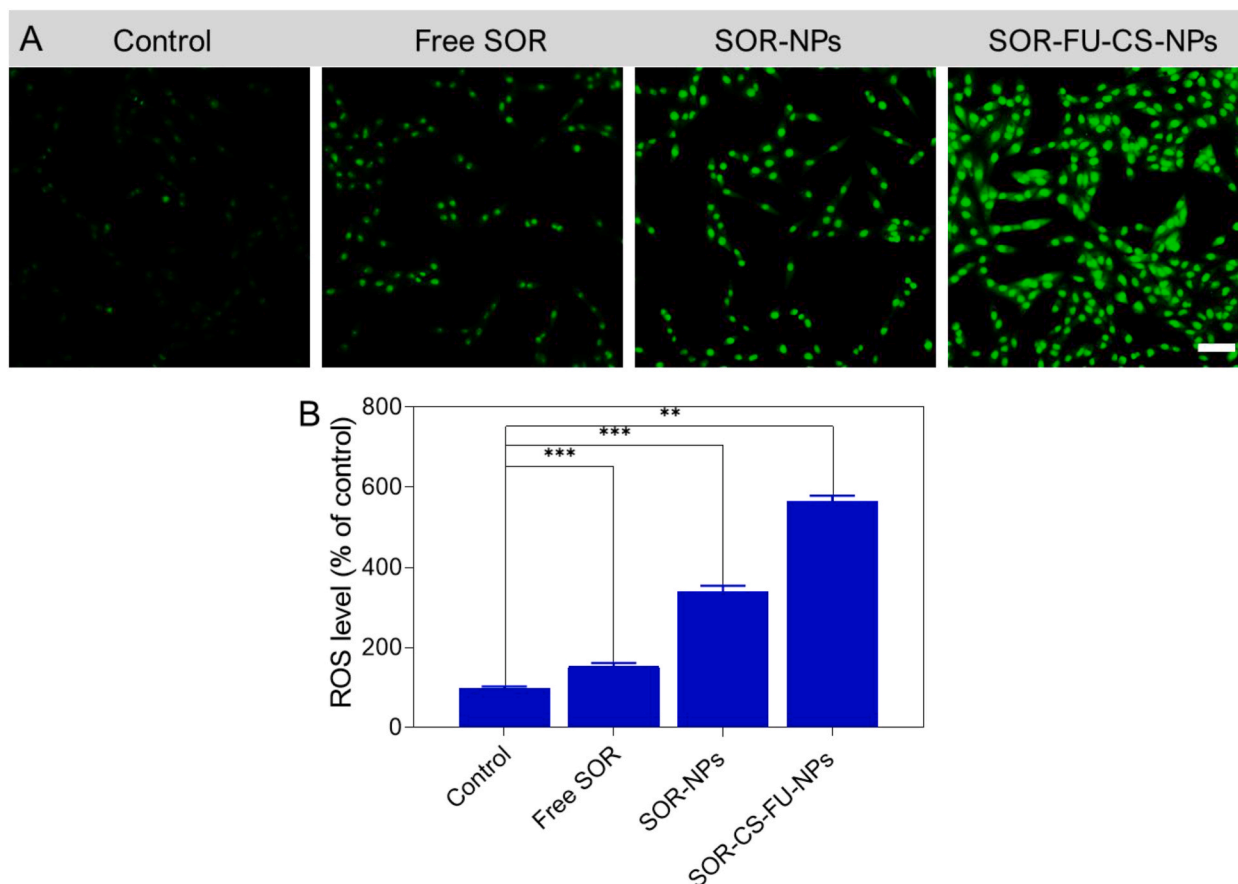 A Control Free SOR SOR-NPs SOR-FU-CS-NPs
B
ROS level (% of control)
800
600
400
200
0
**
***
***
Control
Free SOR
SOR-NPs
SOR-CS-FU-NPs